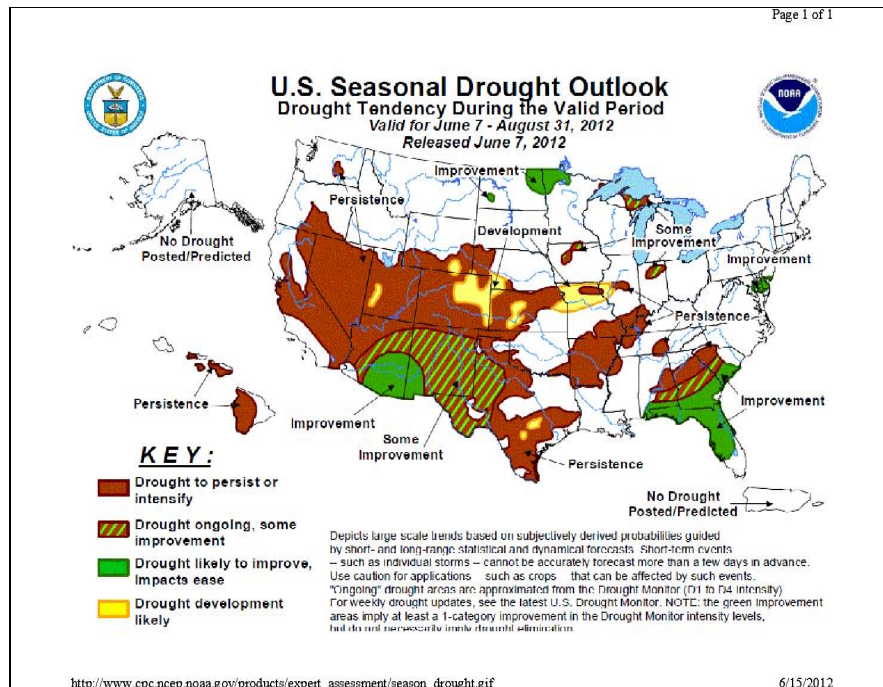 Page 1 of 1
U.S. Seasonal Drought Outlook
Drought Tendency During the Valid Period
Valid for June 7 - August 31, 2012
Released June 7, 2012
NOAA
Improvement
Persistence
Development
No Drought
Posted/Predicted
Some
Improvement
Improvement
Persistence
Persistence
Improvement
Improvement
Some
Improvement
Persistence
No Drought
Posted/Predicted
KEY:
Drought to persist or
intensify
Drought ongoing, some
improvement
Drought likely to improve,
Impacts ease
Drought development
likely
Depicts large scale trends based on subjectively derived probabilities guided
by short- and long-range statistical and dynamical forecasts Short-term events
-- such as individual storms -- cannot be accurately forecast more than a few days in advance.
Use caution for applications such as crops that can be affected by such events.
"Ongoing" drought areas are approximated from the Drought Monitor (D1 to D4 intensity)
For weekly drought updates, see the latest U.S. Drought Monitor. NOTE: the green improvement
areas imply at least a 1-category improvement in the Drought Monitor intensity levels,
but do not necessarily imply drought elimination
http://www.cpc.ncep.noaa.gov/products/expert_assessment/season_drought.gif
6/15/2012